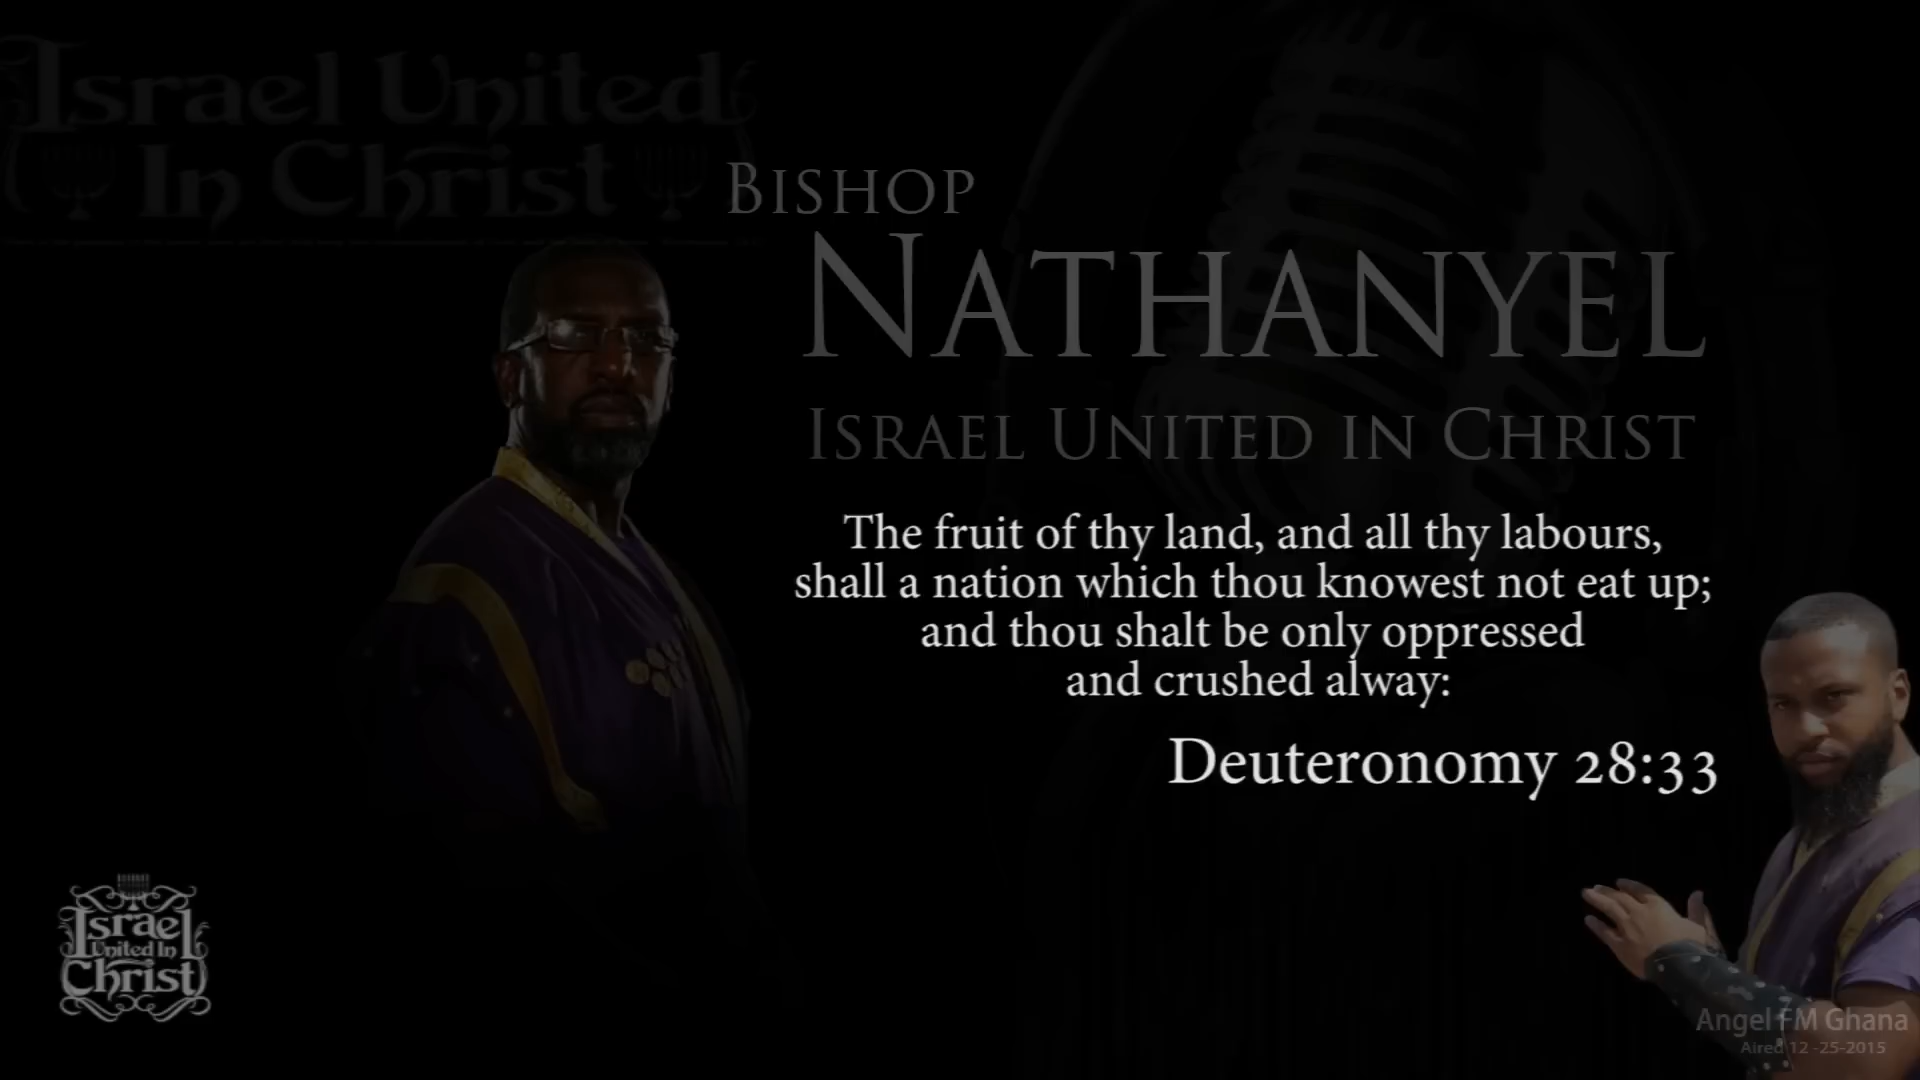 Israel United
In Christ
BISHOP
NATHANYEL
ISRAEL UNITED IN CHRIST
The fruit of thy land, and all thy labours,
shall a nation which thou knowest not eat up;
and thou shalt be only oppressed
and crushed alway:
Deuteronomy 28:33
Israel
United In
Christ
Angel FM Ghana
Aired 12-25-2015